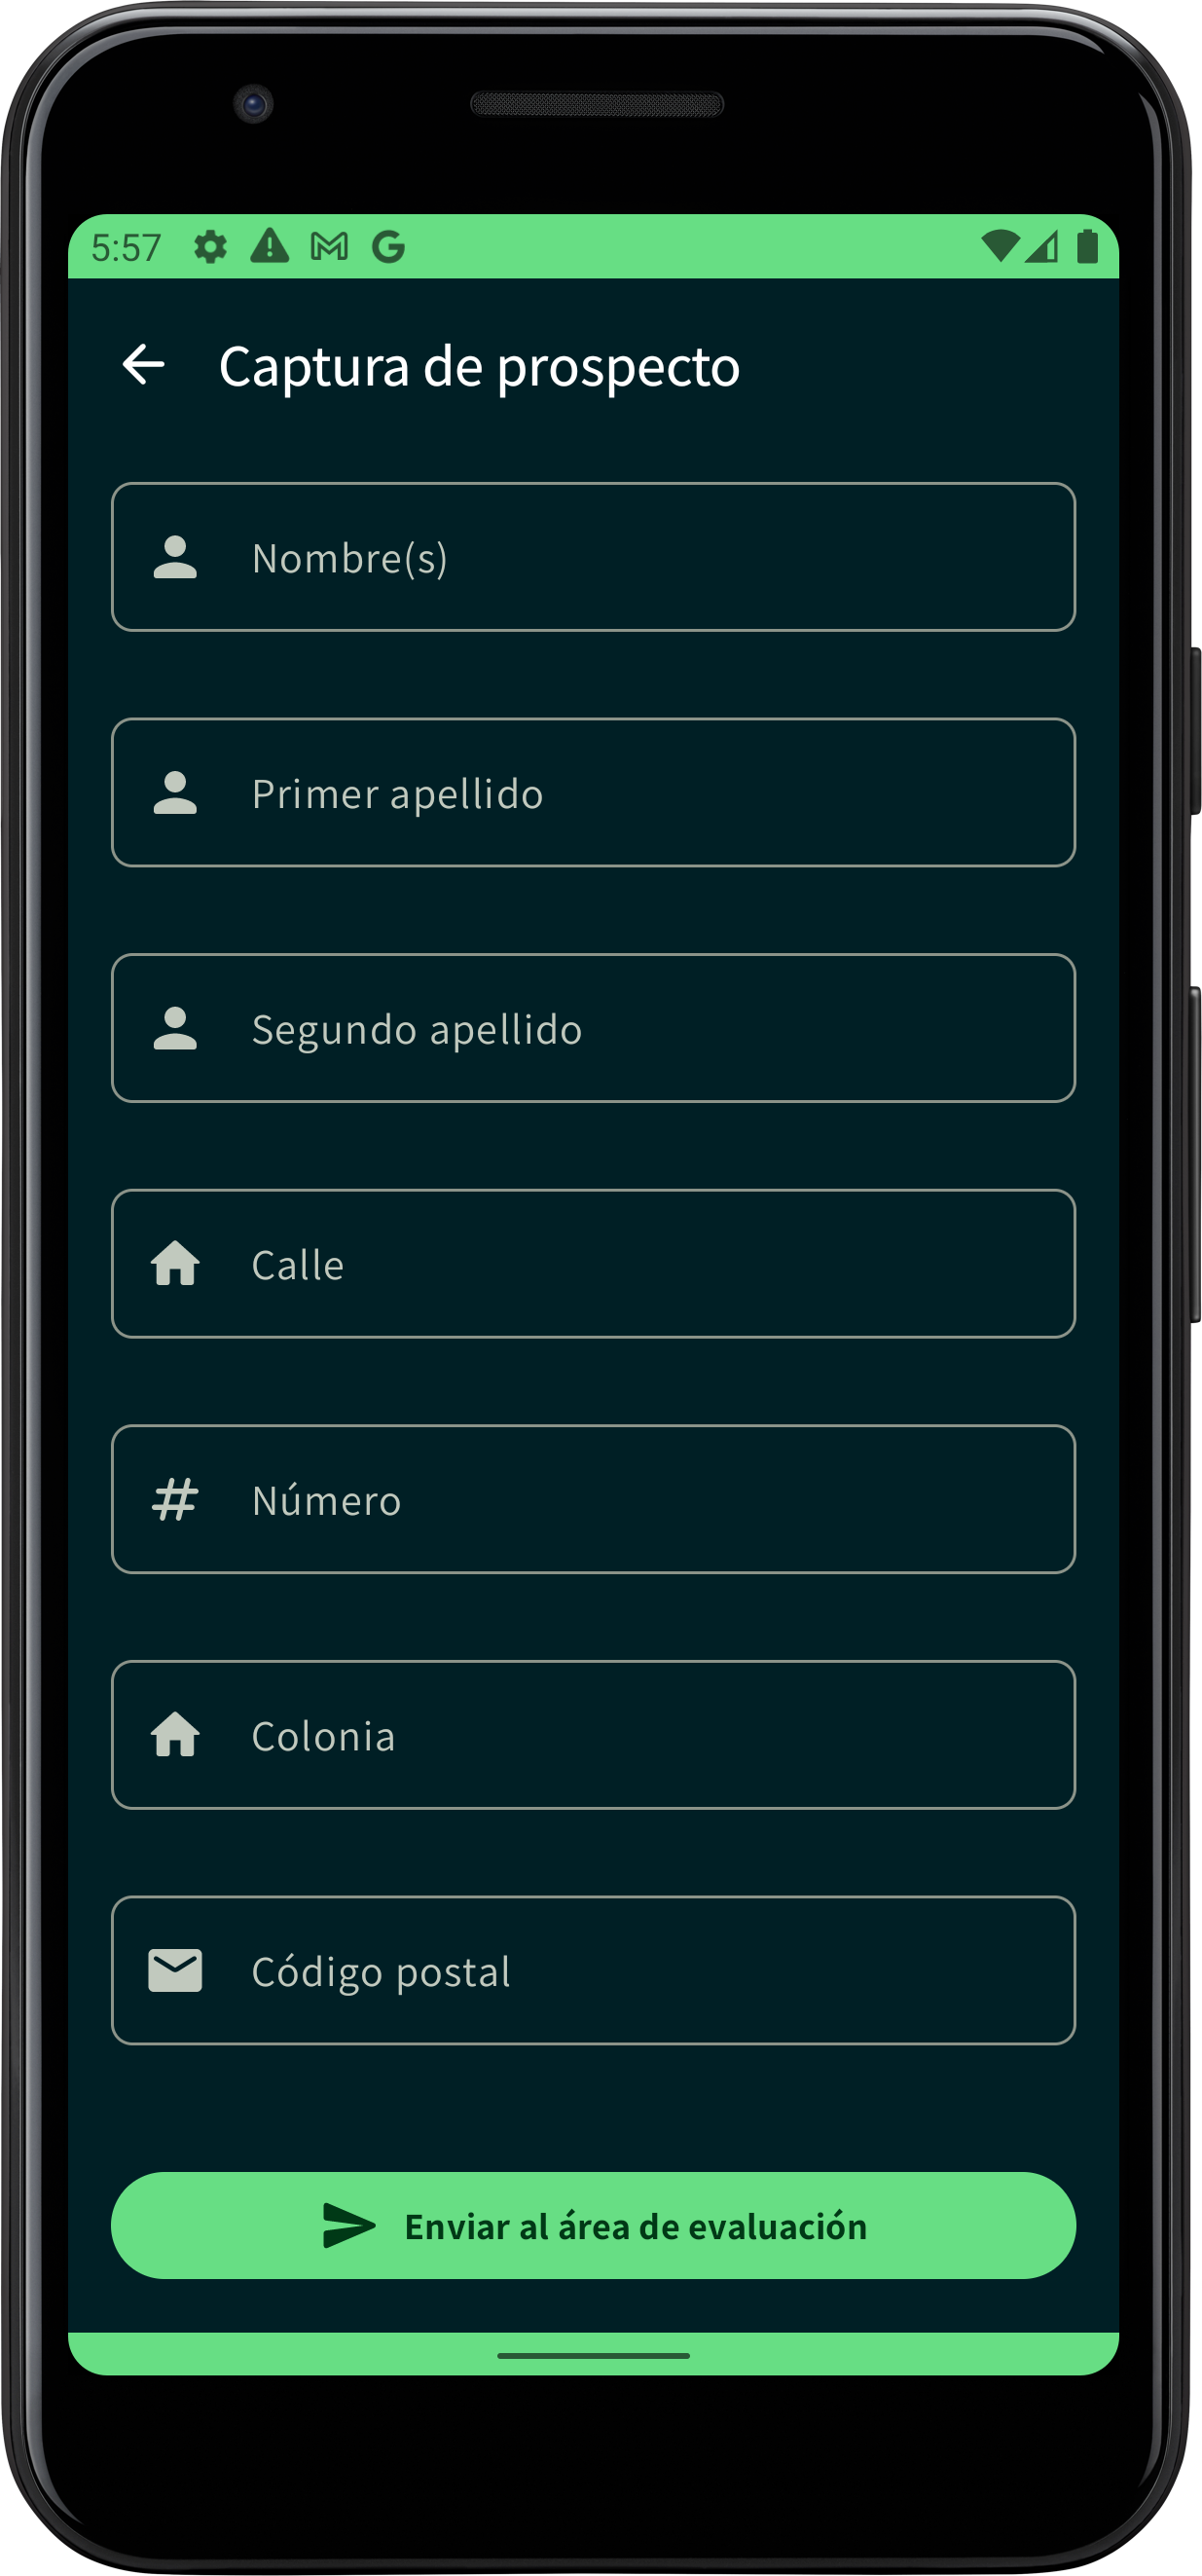 5:57
Captura de prospecto
Nombre(s)
Primer apellido
Segundo apellido
Calle
Número
Colonia
Código postal
Enviar al área de evaluación